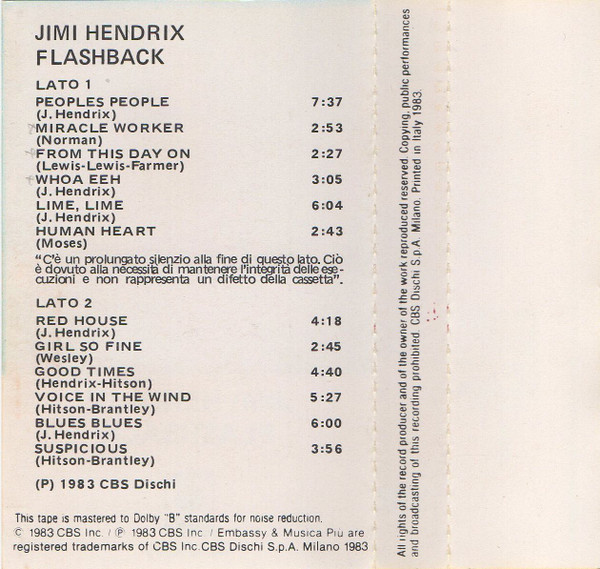 JIMI HENDRIX
FLASHBACK
LATO 1
PEOPLES PEOPLE 7:37
(J. Hendrix)
MIRACLE WORKER 2:53
(Norman)
FROM THIS DAY ON 2:27
(Lewis-Lewis-Farmer)
WHOA EEH 3:05
(J. Hendrix)
LIME, LIME 6:04
(J. Hendrix)
HUMAN HEART 2:43
(Moses)
"C'è un prolungato silenzio alla fine di questo lato. Ciò
è dovuto alla necessità di mantenere l'integrità delle ese-
cuzioni e non rappresenta un difetto della cassetta".
LATO 2
RED HOUSE 4:18
(J. Hendrix)
GIRL SO FINE 2:45
(Wesley)
GOOD TIMES 4:40
(Hendrix-Hitson)
VOICE IN THE WIND 5:27
(Hitson-Brantley)
BLUES BLUES 6:00
(J. Hendrix)
SUSPICIOUS 3:56
(Hitson-Brantley)
(P) 1983 CBS Dischi
This tape is mastered to Dolby "B" standards for noise reduction.
© 1983 CBS Inc. / ℗ 1983 CBS Inc. / Embassy & Musica Più are
registered trademarks of CBS Inc. CBS Dischi S.p.A. Milano 1983
All rights of the record producer and of the owner of the work reproduced reserved. Copying, public performances
and broadcasting of this recording prohibited. CBS Dischi S.p.A. Milano. Printed in Italy 1983.